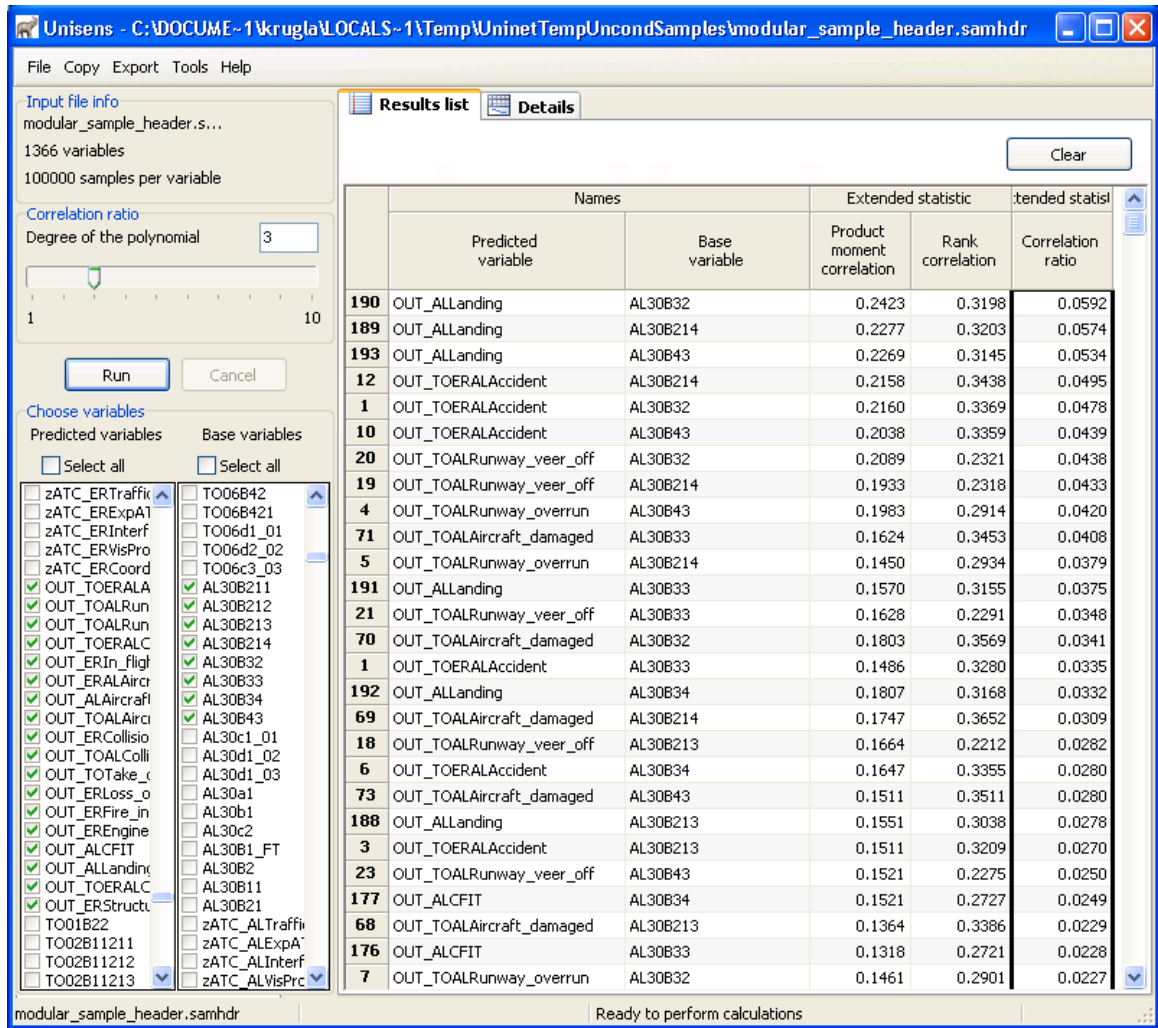 Unisens - C:\DOCUME~1\krugla\LOCALS~1\Temp\UninetTempUncondSamples\modular_sample_header.samhdr
File Copy Export Tools Help
Input file info
modular_sample_header.s...
1366 variables
100000 samples per variable
Correlation ratio
Degree of the polynomial 3
1 10
Run Cancel
Choose variables
Predicted variables Base variables
Select all Select all
zATC_ERTraffic TO06B42
zATC_ERExpAT TO06B421
zATC_ERInterf TO06d1_01
zATC_ERVisPro TO06d2_02
zATC_ERCoord TO06c3_03
OUT_TOERALA AL30B211
OUT_TOALRun AL30B212
OUT_TOALRun AL30B213
OUT_TOERALC AL30B214
OUT_ERIn_fligh AL30B32
OUT_ERALAircr AL30B33
OUT_ALAircraft AL30B34
OUT_TOALAircr AL30B43
OUT_ERCollisio AL30c1_01
OUT_TOALColli AL30d1_02
OUT_TOTake_o AL30d1_03
OUT_ERLoss_o AL30a1
OUT_ERFire_in AL30b1
OUT_EREngine AL30c2
OUT_ALCFIT AL30B1_FT
OUT_ALLanding AL30B2
OUT_TOERALC AL30B11
OUT_ERStructu AL30B21
TO01B22 zATC_ALTraffi
TO02B11211 zATC_ALExpA
TO02B11212 zATC_ALInterf
TO02B11213 zATC_ALVisPrc
Results list Details
Clear
Names Extended statistic tended statist
Predicted variable Base variable Product moment correlation Rank correlation Correlation ratio
190 OUT_ALLanding AL30B32 0.2423 0.3198 0.0592
189 OUT_ALLanding AL30B214 0.2277 0.3203 0.0574
193 OUT_ALLanding AL30B43 0.2269 0.3145 0.0534
12 OUT_TOERALAccident AL30B214 0.2158 0.3438 0.0495
1 OUT_TOERALAccident AL30B32 0.2160 0.3369 0.0478
10 OUT_TOERALAccident AL30B43 0.2038 0.3359 0.0439
20 OUT_TOALRunway_veer_off AL30B32 0.2089 0.2321 0.0438
19 OUT_TOALRunway_veer_off AL30B214 0.1933 0.2318 0.0433
4 OUT_TOALRunway_overrun AL30B43 0.1983 0.2914 0.0420
71 OUT_TOALAircraft_damaged AL30B33 0.1624 0.3453 0.0408
5 OUT_TOALRunway_overrun AL30B214 0.1450 0.2934 0.0379
191 OUT_ALLanding AL30B33 0.1570 0.3155 0.0375
21 OUT_TOALRunway_veer_off AL30B33 0.1628 0.2291 0.0348
70 OUT_TOALAircraft_damaged AL30B32 0.1803 0.3569 0.0341
1 OUT_TOERALAccident AL30B33 0.1486 0.3280 0.0335
192 OUT_ALLanding AL30B34 0.1807 0.3168 0.0332
69 OUT_TOALAircraft_damaged AL30B214 0.1747 0.3652 0.0309
18 OUT_TOALRunway_veer_off AL30B213 0.1664 0.2212 0.0282
6 OUT_TOERALAccident AL30B34 0.1647 0.3355 0.0280
73 OUT_TOALAircraft_damaged AL30B43 0.1511 0.3511 0.0280
188 OUT_ALLanding AL30B213 0.1551 0.3038 0.0278
3 OUT_TOERALAccident AL30B213 0.1511 0.3209 0.0270
23 OUT_TOALRunway_veer_off AL30B43 0.1521 0.2275 0.0250
177 OUT_ALCFIT AL30B34 0.1521 0.2727 0.0249
68 OUT_TOALAircraft_damaged AL30B213 0.1364 0.3386 0.0229
176 OUT_ALCFIT AL30B33 0.1318 0.2721 0.0228
7 OUT_TOALRunway_overrun AL30B32 0.1461 0.2901 0.0227
modular_sample_header.samhdr Ready to perform calculations